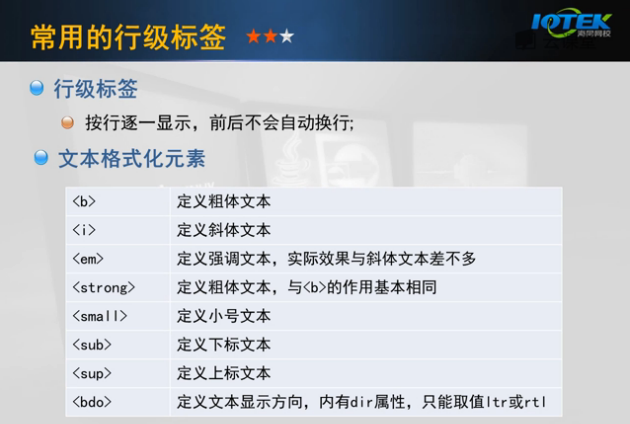 常用的行级标签
IOTEK
行级标签
按行逐一显示，前后不会自动换行;
文本格式化元素
<b> 定义粗体文本
<i> 定义斜体文本
<em> 定义强调文本，实际效果与斜体文本差不多
<strong> 定义粗体文本，与<b>的作用基本相同
<small> 定义小号文本
<sub> 定义下标文本
<sup> 定义上标文本
<bdo> 定义文本显示方向，内有dir属性，只能取值ltr或rtl